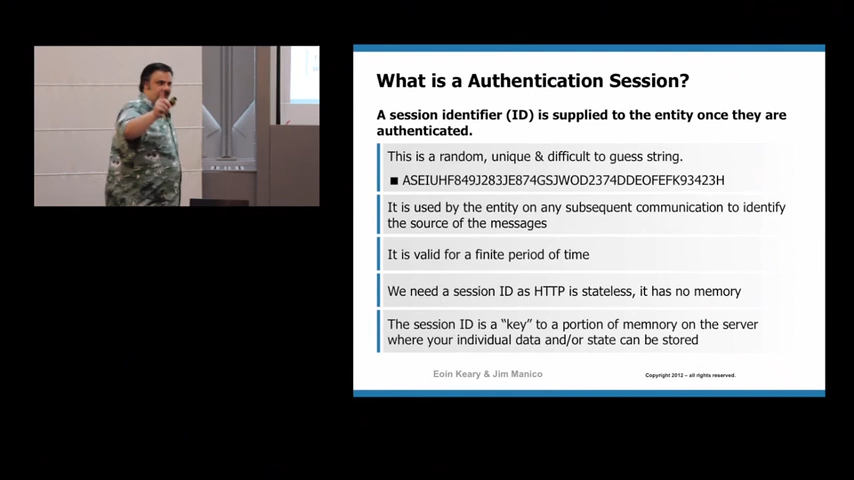 What is a Authentication Session?
A session identifier (ID) is supplied to the entity once they are
authenticated.
This is a random, unique & difficult to guess string.
■ ASEIUHF849J283JE874GSJWOD2374DDEOFEFK93423H
It is used by the entity on any subsequent communication to identify
the source of the messages
It is valid for a finite period of time
We need a session ID as HTTP is stateless, it has no memory
The session ID is a “key” to a portion of memnory on the server
where your individual data and/or state can be stored
Eoin Keary & Jim Manico
Copyright 2012 – all rights reserved.